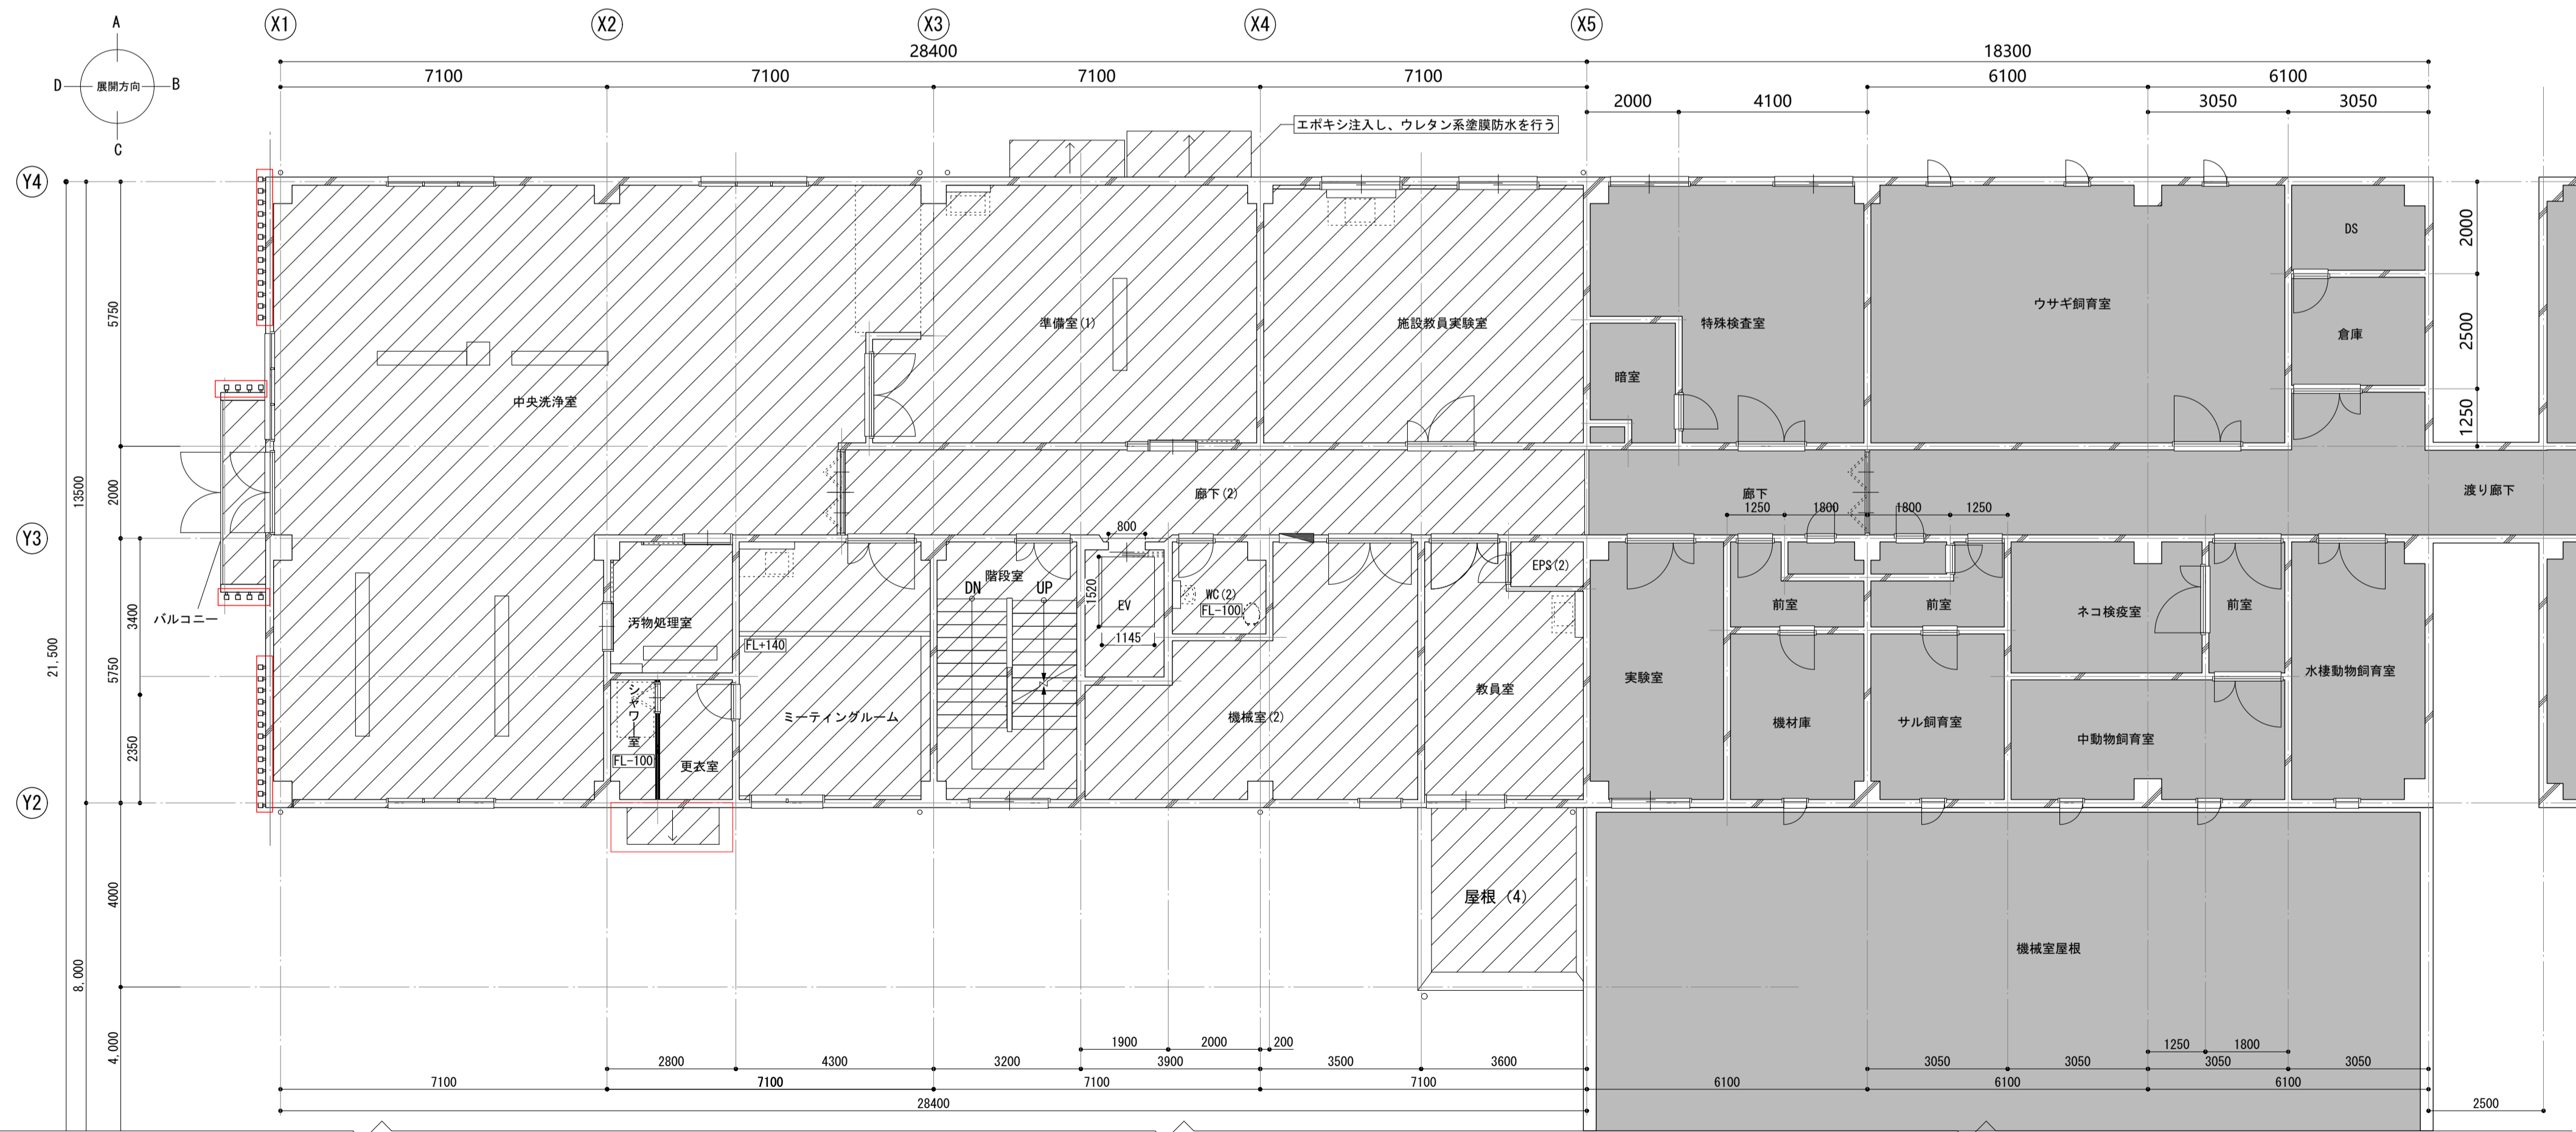 X1 X2 X3 X4 X5
A
D 展開方向 B
C
28400 18300
7100 7100 7100 7100 6100 6100
2000 4100 3050 3050
エポキシ注入し、ウレタン系塗膜防水を行う
Y4
Y3
Y2
21,500
13500
8,000
5750
2000
5750
3400
2350
4000
4,000
2000
2500
1250
DS
ウサギ飼育室
準備室(1)
施設教員実験室
特殊検査室
倉庫
暗室
中央洗浄室
廊下(2)
廊下
渡り廊下
800
1250 1800 1800 1250
バルコニー
階段室
DN UP
1520
EV
1145
WC(2)
FL-100
EPS(2)
汚物処理室
FL+140
前室
前室
ネコ検疫室
前室
水棲動物飼育室
実験室
教員室
シャワー室
FL-100
更衣室
ミーティングルーム
機械室(2)
機材庫
サル飼育室
中動物飼育室
屋根 (4)
機械室屋根
1900 2000 200
1250 1800
2800 4300 3200 3900 3500 3600
3050 3050 3050 3050
7100 7100 7100 7100 6100 6100 6100
28400
2500